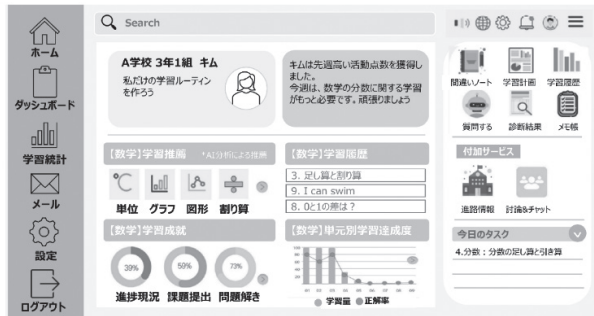 Search
ホーム
ダッシュボード
学習統計
メール
設定
ログアウト
A学校 3年1組 キム
私だけの学習ルーティン
を作ろう
キムは先週高い活動点数を獲得し
ました。
今週は、数学の分数に関する学習
がもっと必要です。頑張りましょう
【数学】学習推薦 *AI分析による推薦
℃
単位 グラフ 図形 割り算
【数学】学習履歴
3. 足し算と割り算
9. I can swim
8. 0と1の差は？
【数学】学習成就
39% 59% 73%
進捗現況 課題提出 問題解き
【数学】単元別学習達成度
学習量 正解率
間違いノート 学習計画 学習履歴
質問する 診断結果 メモ帳
付加サービス
進路情報 討論&チャット
今日のタスク
4.分数：分数の足し算と引き算